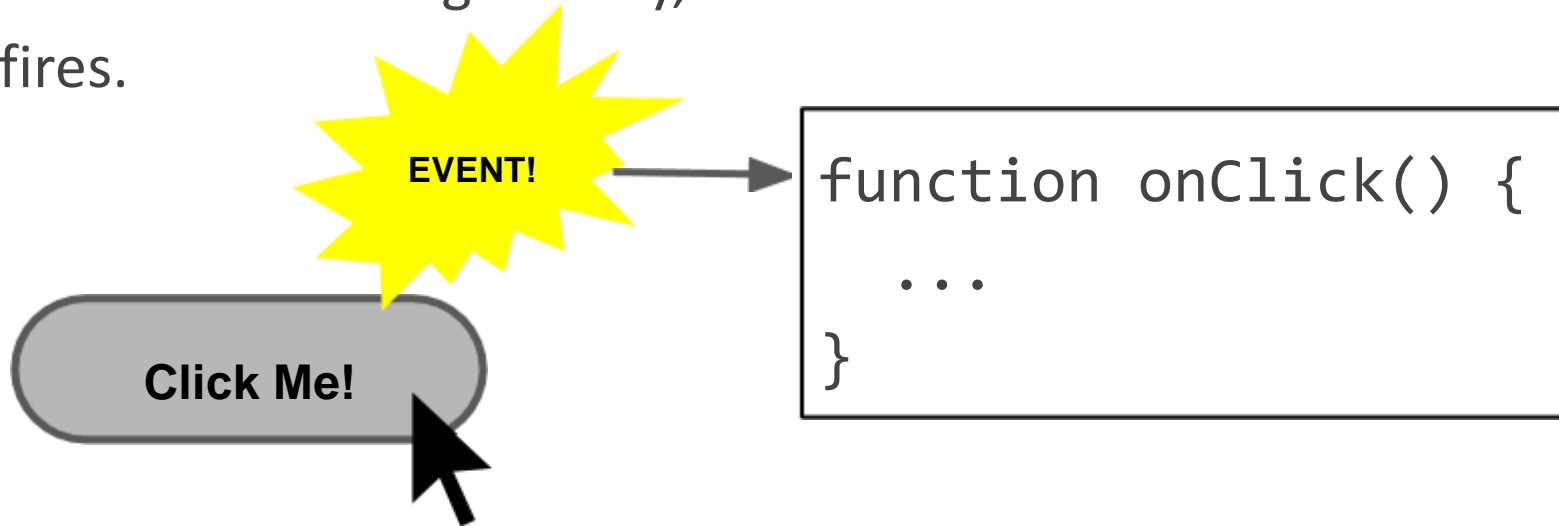 fires.
EVENT!
function onClick() {
...
}
Click Me!